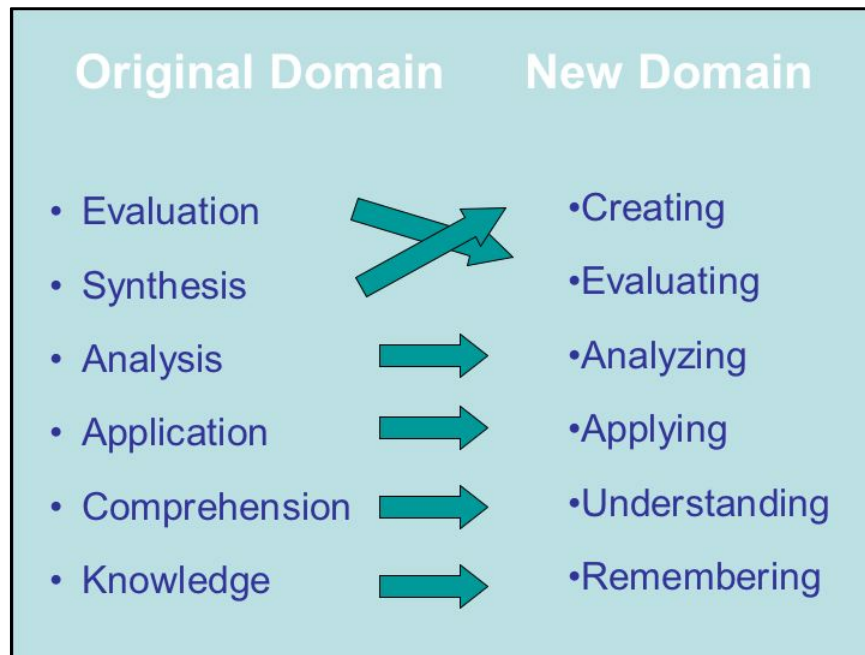 Original Domain New Domain
• Evaluation •Creating
• Synthesis •Evaluating
• Analysis •Analyzing
• Application •Applying
• Comprehension •Understanding
• Knowledge •Remembering